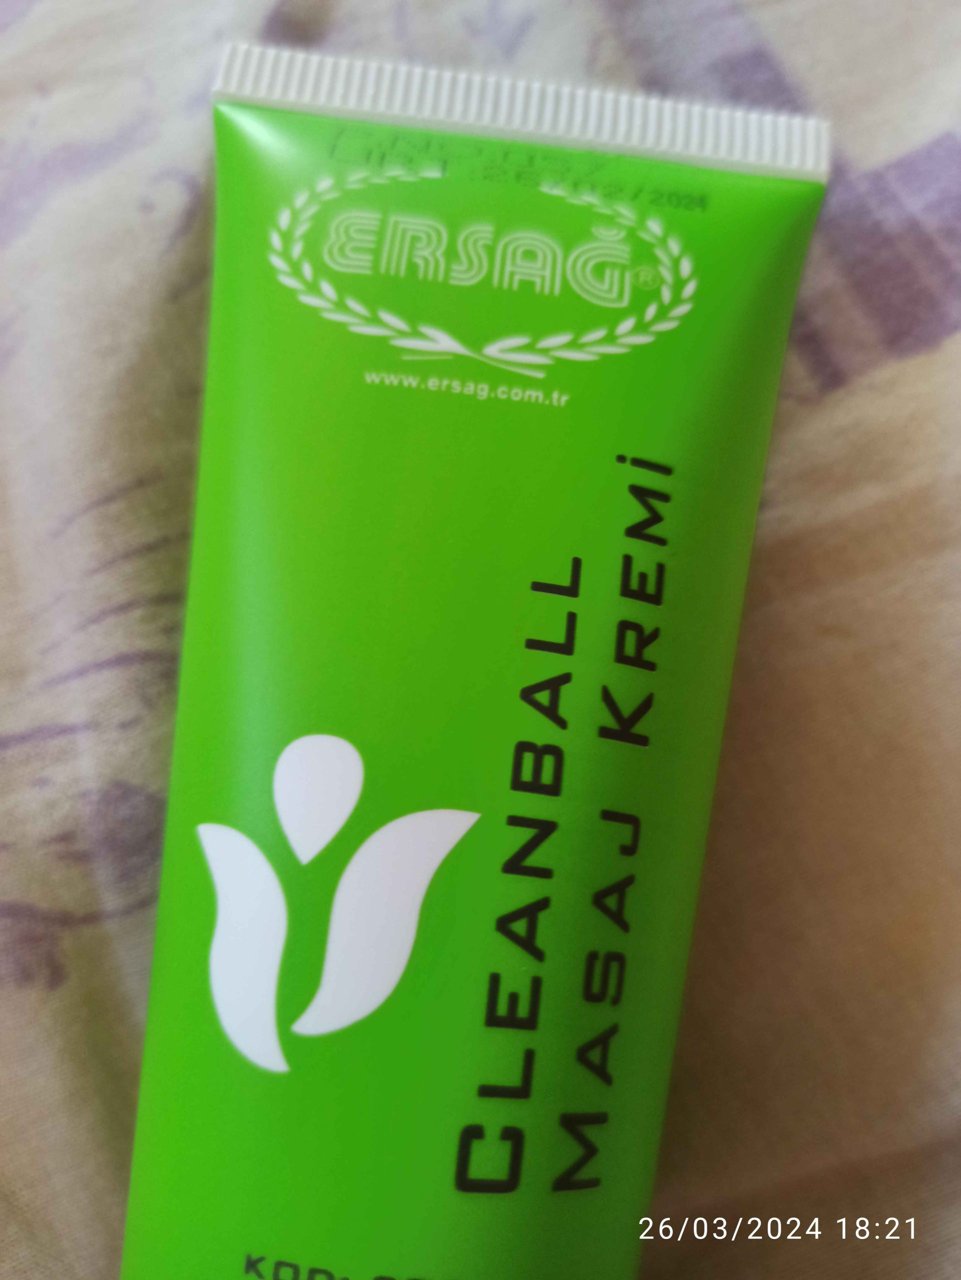 ERSAĞ®
www.ersag.com.tr
CLEANBALL
MASAJ KREMİ
26/03/2024 18:21